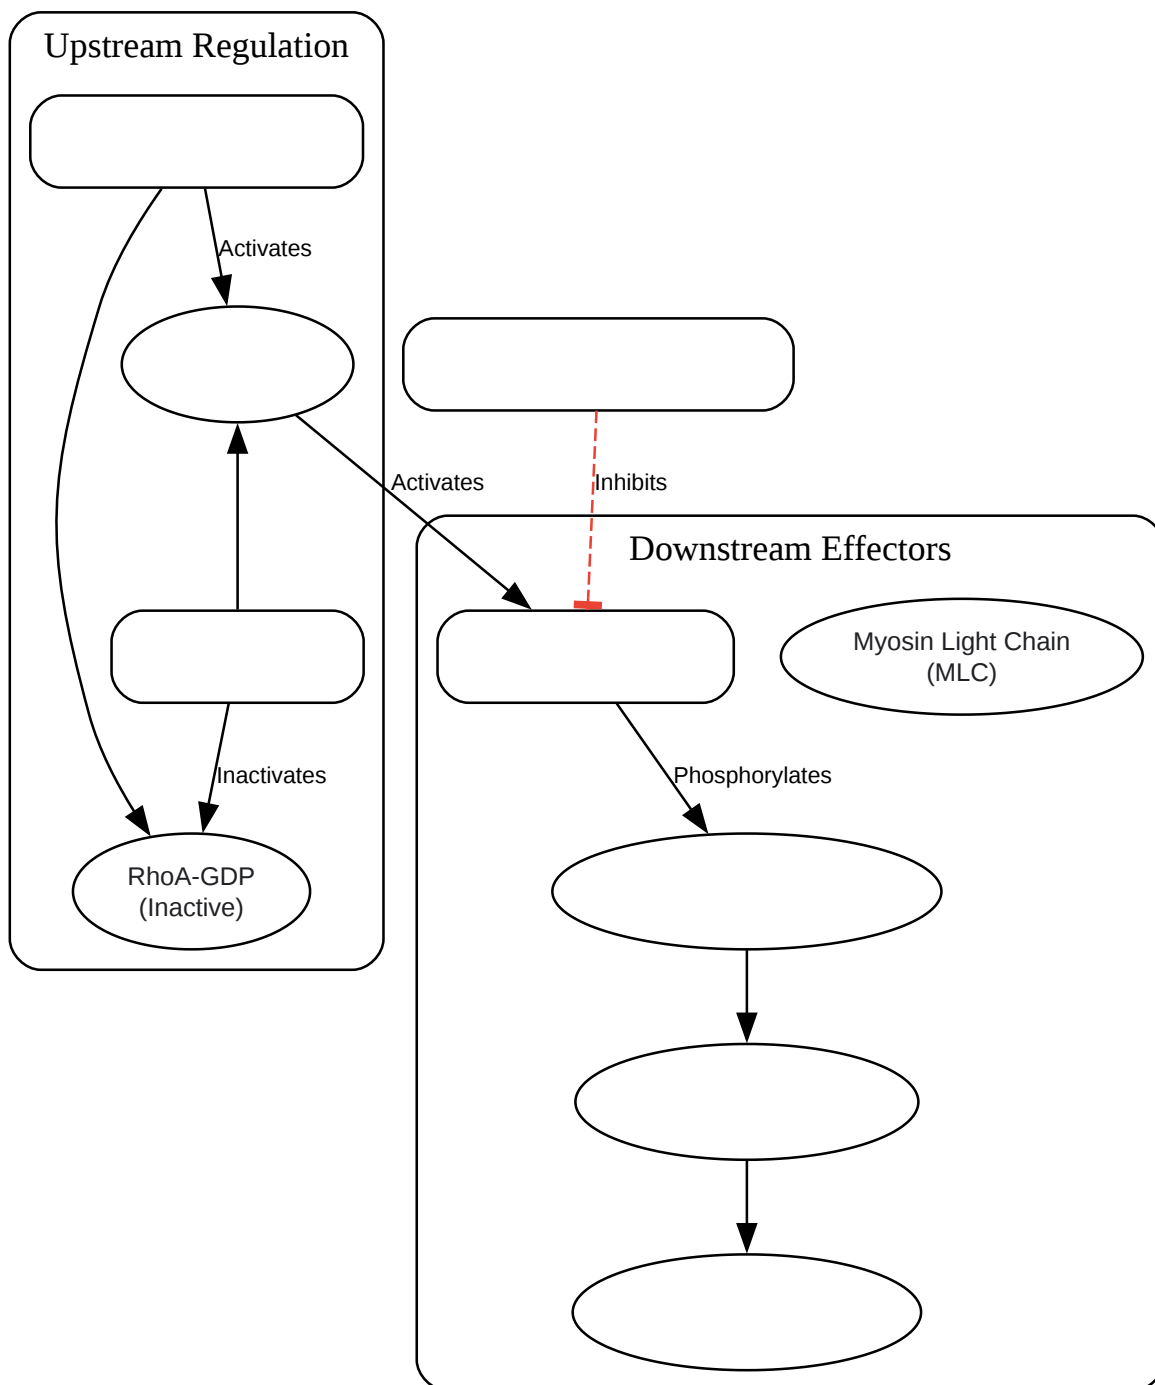 Upstream Regulation
Activates
Activates
Inhibits
Downstream Effectors
Myosin Light Chain
(MLC)
Inactivates
Phosphorylates
RhoA-GDP
(Inactive)